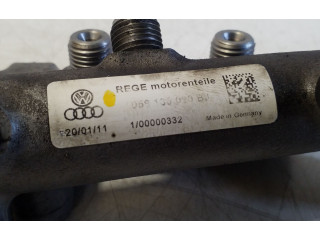 REGE motorenteile
20/01/11
1/00000332
Made in Germany